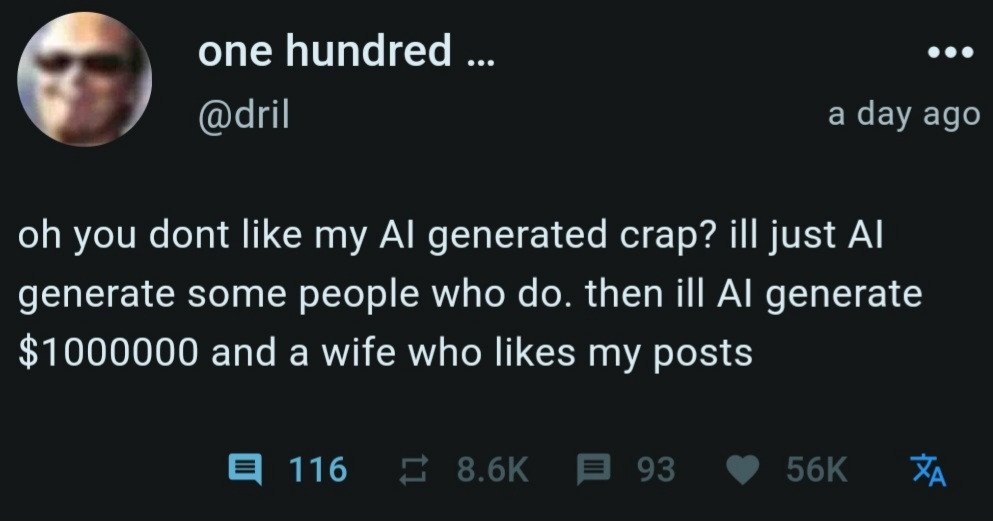 one hundred ...
@dril
a day ago
oh you dont like my AI generated crap? ill just AI
generate some people who do. then ill AI generate
$1000000 and a wife who likes my posts
116 8.6K 93 56K